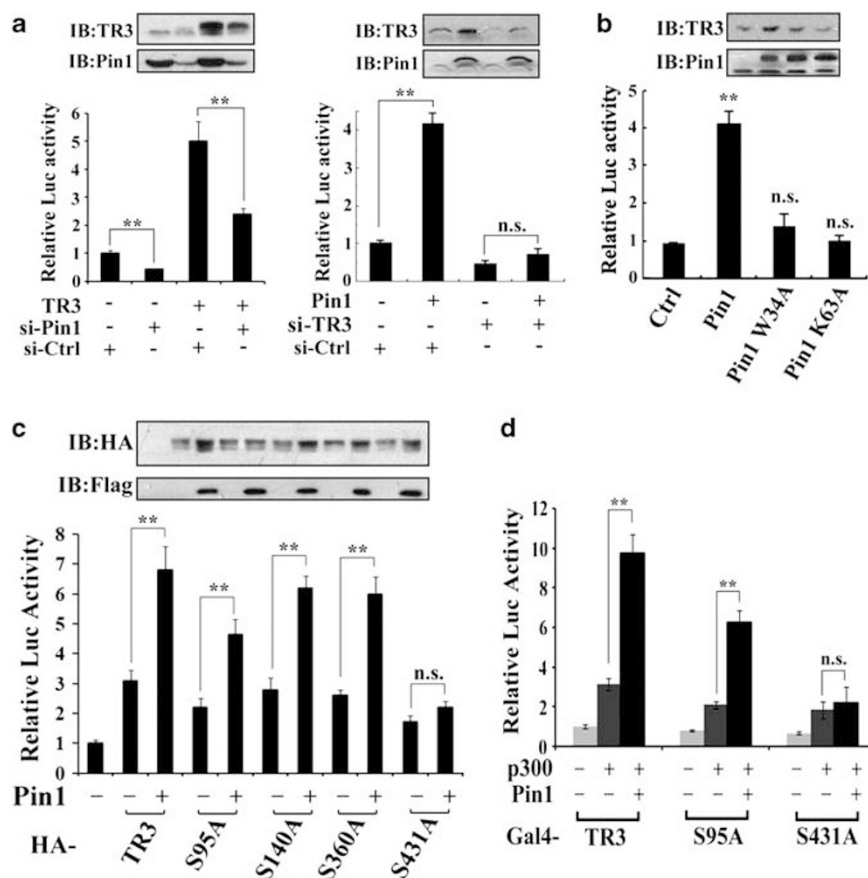 a
IB:TR3
IB:Pin1
**
**
Relative Luc activity
6
5
4
3
2
1
0
TR3 - - + +
si-Pin1 - + - +
si-Ctrl + - + -
IB:TR3
IB:Pin1
**
n.s.
Relative Luc activity
4
3
2
1
0
Pin1 - + - +
si-TR3 - - + +
si-Ctrl + + - -
b
IB:TR3
IB:Pin1
**
n.s.
n.s.
Relative Luc activity
5
4
3
2
1
0
Ctrl Pin1 Pin1 W34A Pin1 K63A
c
IB:HA
IB:Flag
** ** ** ** n.s.
Relative Luc Activity
8
7
6
5
4
3
2
1
0
Pin1 - - + - + - + - + - +
HA- TR3 S95A S140A S360A S431A
d
** ** n.s.
Relative Luc Activity
12
10
8
6
4
2
0
p300 - + + - + + - + +
Pin1 - - + - - + - - +
Gal4- TR3 S95A S431A